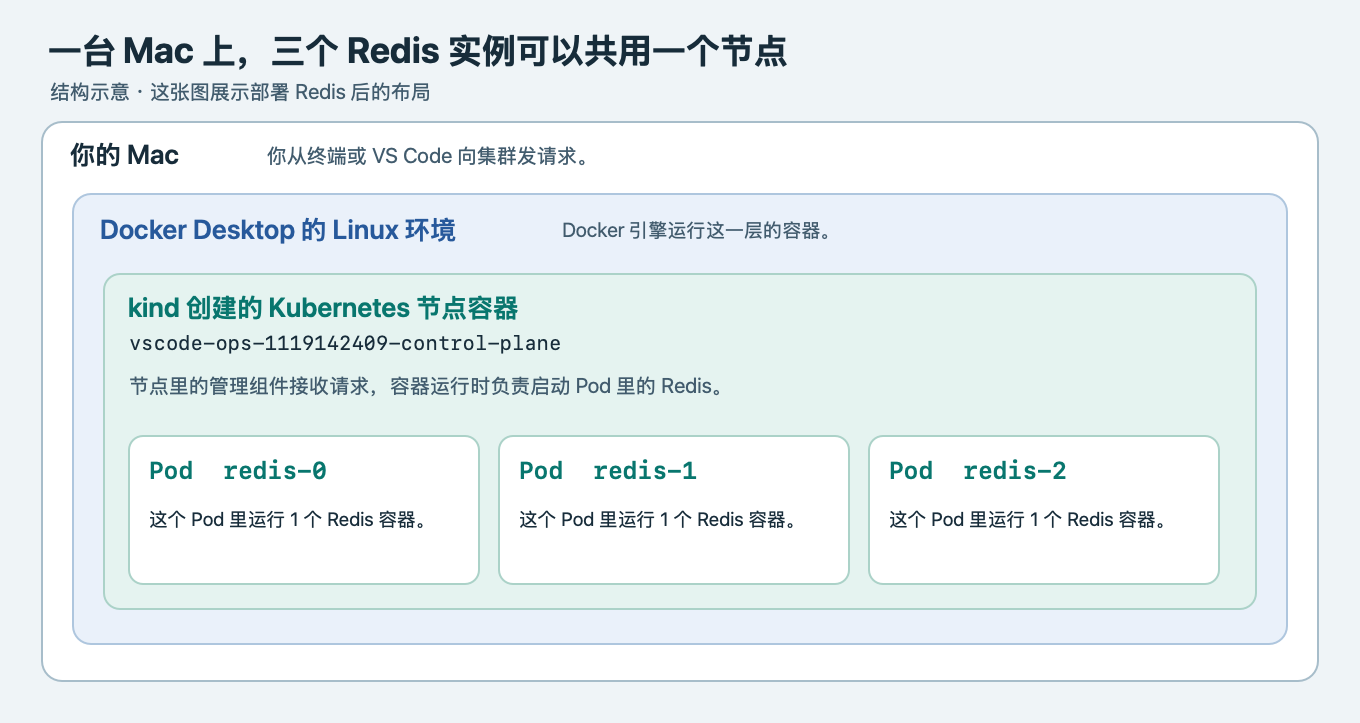 一台 Mac 上，三个 Redis 实例可以共用一个节点
结构示意 · 这张图展示部署 Redis 后的布局
你的 Mac
你从终端或 VS Code 向集群发请求。
Docker Desktop 的 Linux 环境
Docker 引擎运行这一层的容器。
kind 创建的 Kubernetes 节点容器
vscode-ops-1119142409-control-plane
节点里的管理组件接收请求，容器运行时负责启动 Pod 里的 Redis。
Pod redis-0
这个 Pod 里运行 1 个 Redis 容器。
Pod redis-1
这个 Pod 里运行 1 个 Redis 容器。
Pod redis-2
这个 Pod 里运行 1 个 Redis 容器。